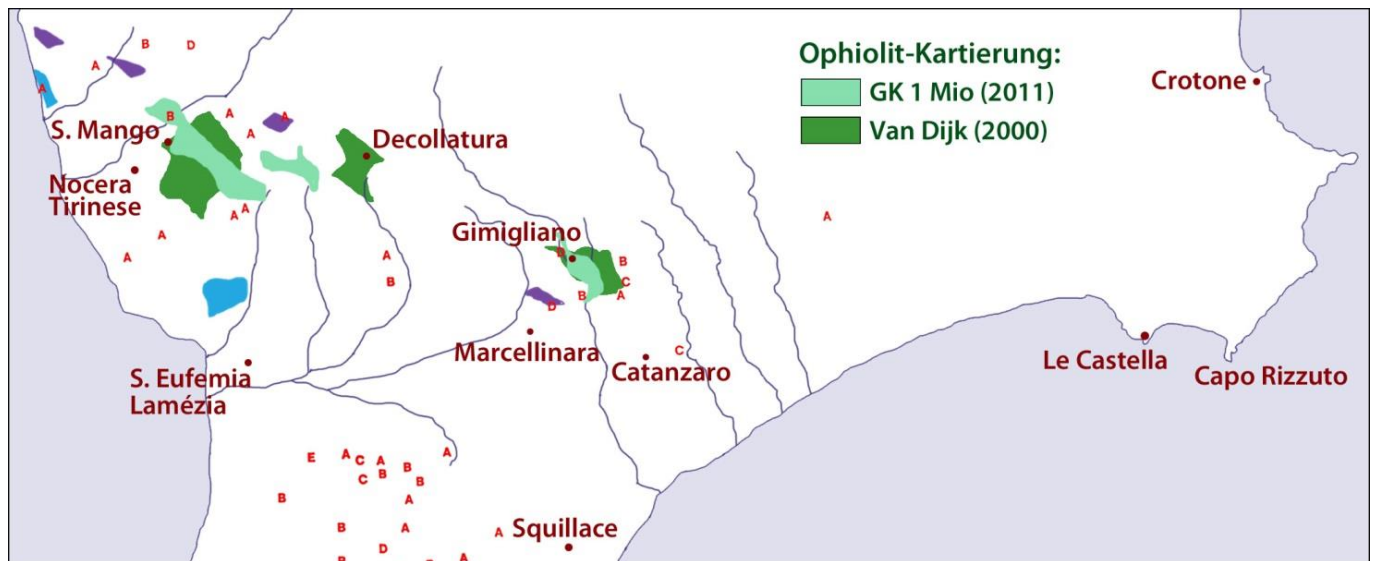 B D
A
A
Ophiolit-Kartierung:
GK 1 Mio (2011)
Van Dijk (2000)
Crotone
B A A
A
S. Mango
Decollatura
Nocera
Tirinese
A A
A
A
A
B
A
Gimigliano
B
B
C
B A
D
Marcellinara
C
Catanzaro
S. Eufemia
Lamézia
Le Castella
Capo Rizzuto
E A C A B A
C B B
B A
B A A
D
A
Squillace